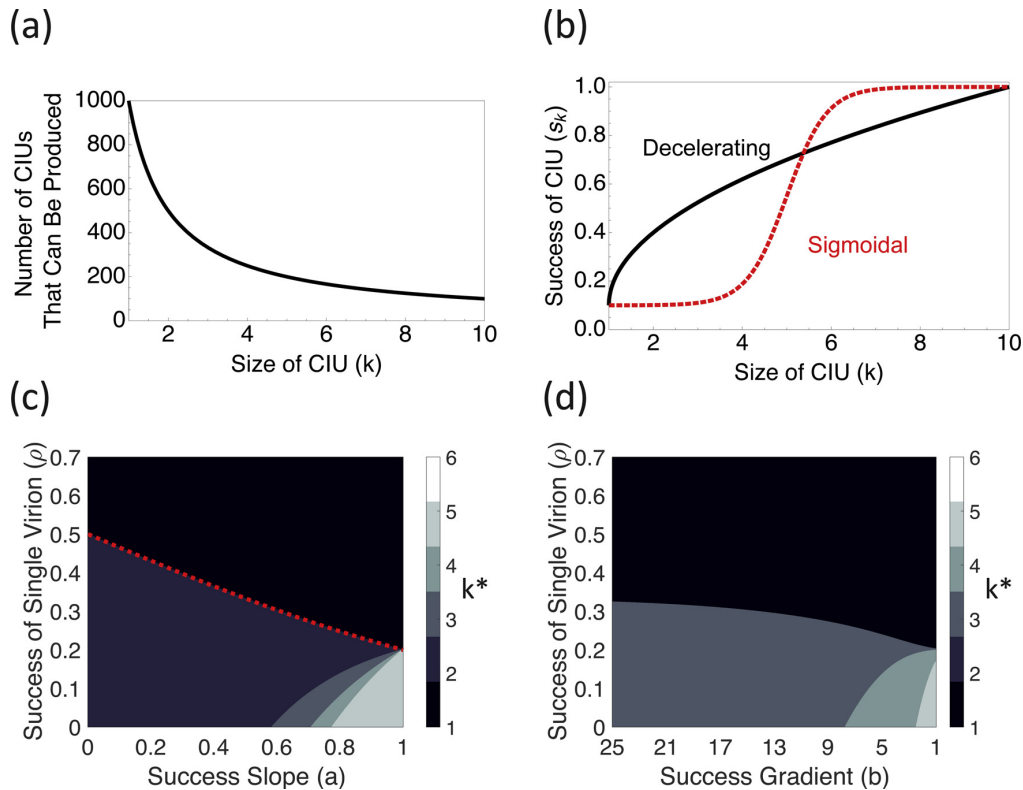 (a)
Number of CIUs
That Can Be Produced
1000
800
600
400
200
0
2 4 6 8 10
Size of CIU (k)
(b)
Success of CIU (sₖ)
1.0
0.8
0.6
0.4
0.2
0.0
Decelerating
Sigmoidal
2 4 6 8 10
Size of CIU (k)
(c)
Success of Single Virion (ρ)
0.7
0.6
0.5
0.4
0.3
0.2
0.1
0
0 0.2 0.4 0.6 0.8 1
Success Slope (a)
6
5
4
3
2
1
k*
(d)
Success of Single Virion (ρ)
0.7
0.6
0.5
0.4
0.3
0.2
0.1
0
25 21 17 13 9 5 1
Success Gradient (b)
6
5
4
3
2
1
k*